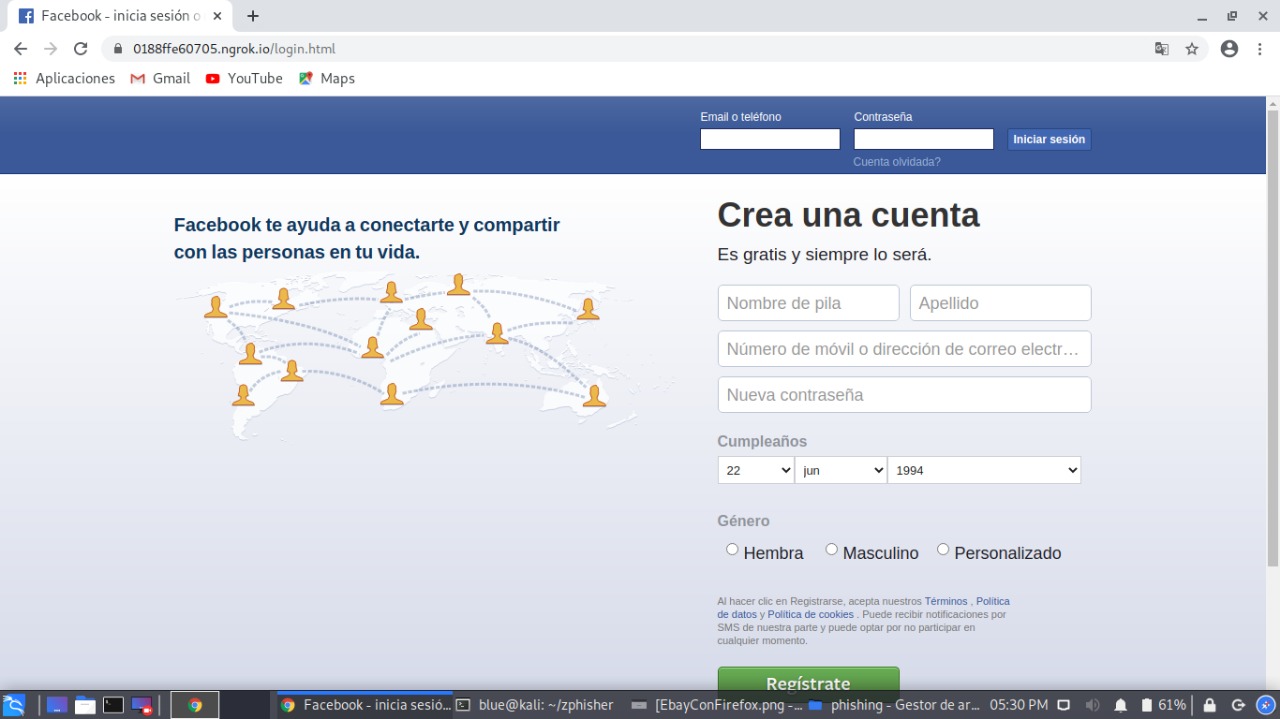 Facebook - inicia sesión o
0188ffe60705.ngrok.io/login.html
Aplicaciones
Gmail
YouTube
Maps
Email o teléfono
Contraseña
Iniciar sesión
Cuenta olvidada?
Facebook te ayuda a conectarte y compartir
con las personas en tu vida.
Crea una cuenta
Es gratis y siempre lo será.
Nombre de pila
Apellido
Número de móvil o dirección de correo electr…
Nueva contraseña
Cumpleaños
22
jun
1994
Género
Hembra
Masculino
Personalizado
Al hacer clic en Registrarse, acepta nuestros Términos , Política
de datos y Política de cookies . Puede recibir notificaciones por
SMS de nuestra parte y puede optar por no participar en
cualquier momento.
Regístrate
Facebook - inicia sesió…
blue@kali: ~/zphisher
[EbayConFirefox.png -…
phishing - Gestor de ar…
05:30 PM
61%